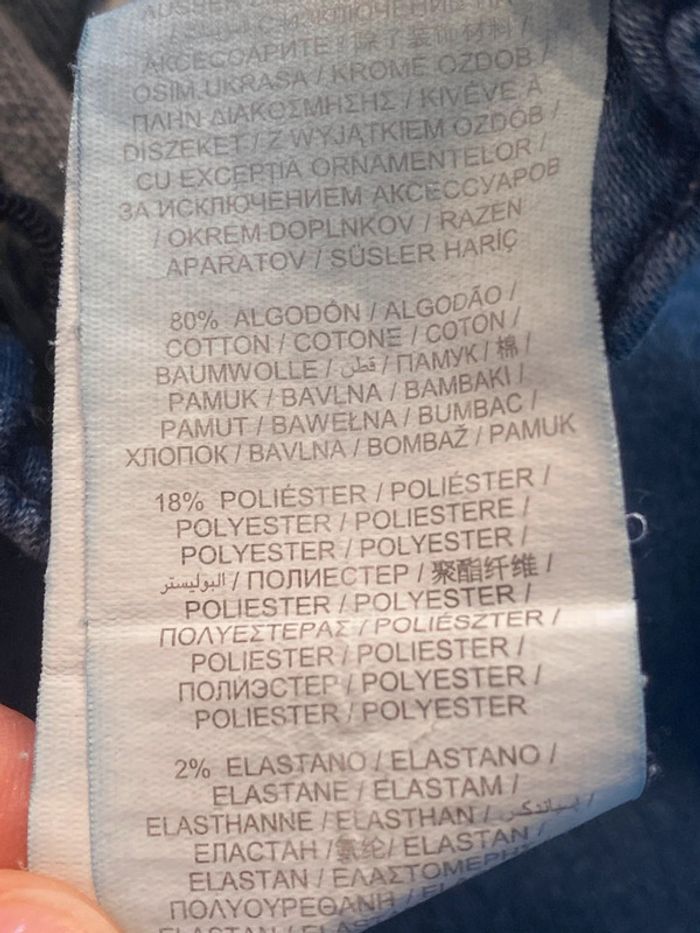 АКСЕСОАРИТЕ / 除了装饰材料 /
OSIM UKRASA / KROMĚ OZDOB /
ΠΛΗΝ ΔΙΑΚΟΣΜΗΣΗΣ / KIVÉVE A
DÍSZEKET / Z WYJĄTKIEM OZDÓB /
CU EXCEPȚIA ORNAMENTELOR /
ЗА ИСКЛЮЧЕНИЕМ АКСЕССУАРОВ
/ OKREM DOPLNKOV / RAZEN
APARATOV / SÜSLER HARİÇ
80% ALGODÓN / ALGODÃO /
COTTON / COTONE / COTON /
BAUMWOLLE / قطن / ПАМУК / 棉 /
PAMUK / BAVLNA / BAMBAKI /
PAMUT / BAWEŁNA / BUMBAC /
ХЛОПОК / BAVLNA / BOMBAŽ / PAMUK
18% POLIÉSTER / POLIÉSTER /
POLYESTER / POLIESTERE /
POLYESTER / POLYESTER /
البوليستر / ПОЛИЕСТЕР / 聚酯纤维 /
POLIESTER / POLYESTER /
ΠΟΛΥΕΣΤΕΡΑΣ / POLIÉSZTER /
POLIESTER / POLIESTER /
ПОЛИЭСТЕР / POLYESTER /
POLIESTER / POLYESTER
2% ELASTANO / ELASTANO /
ELASTANE / ELASTAM /
ELASTHANNE / ELASTHAN /
ЕЛАСТАН / 氨纶 / ELASTAN /
ELASTAN / ΕΛΑΣΤΟΜΕΡΗΣ
ΠΟΛΥΟΥΡΕΘΑΝΗ /